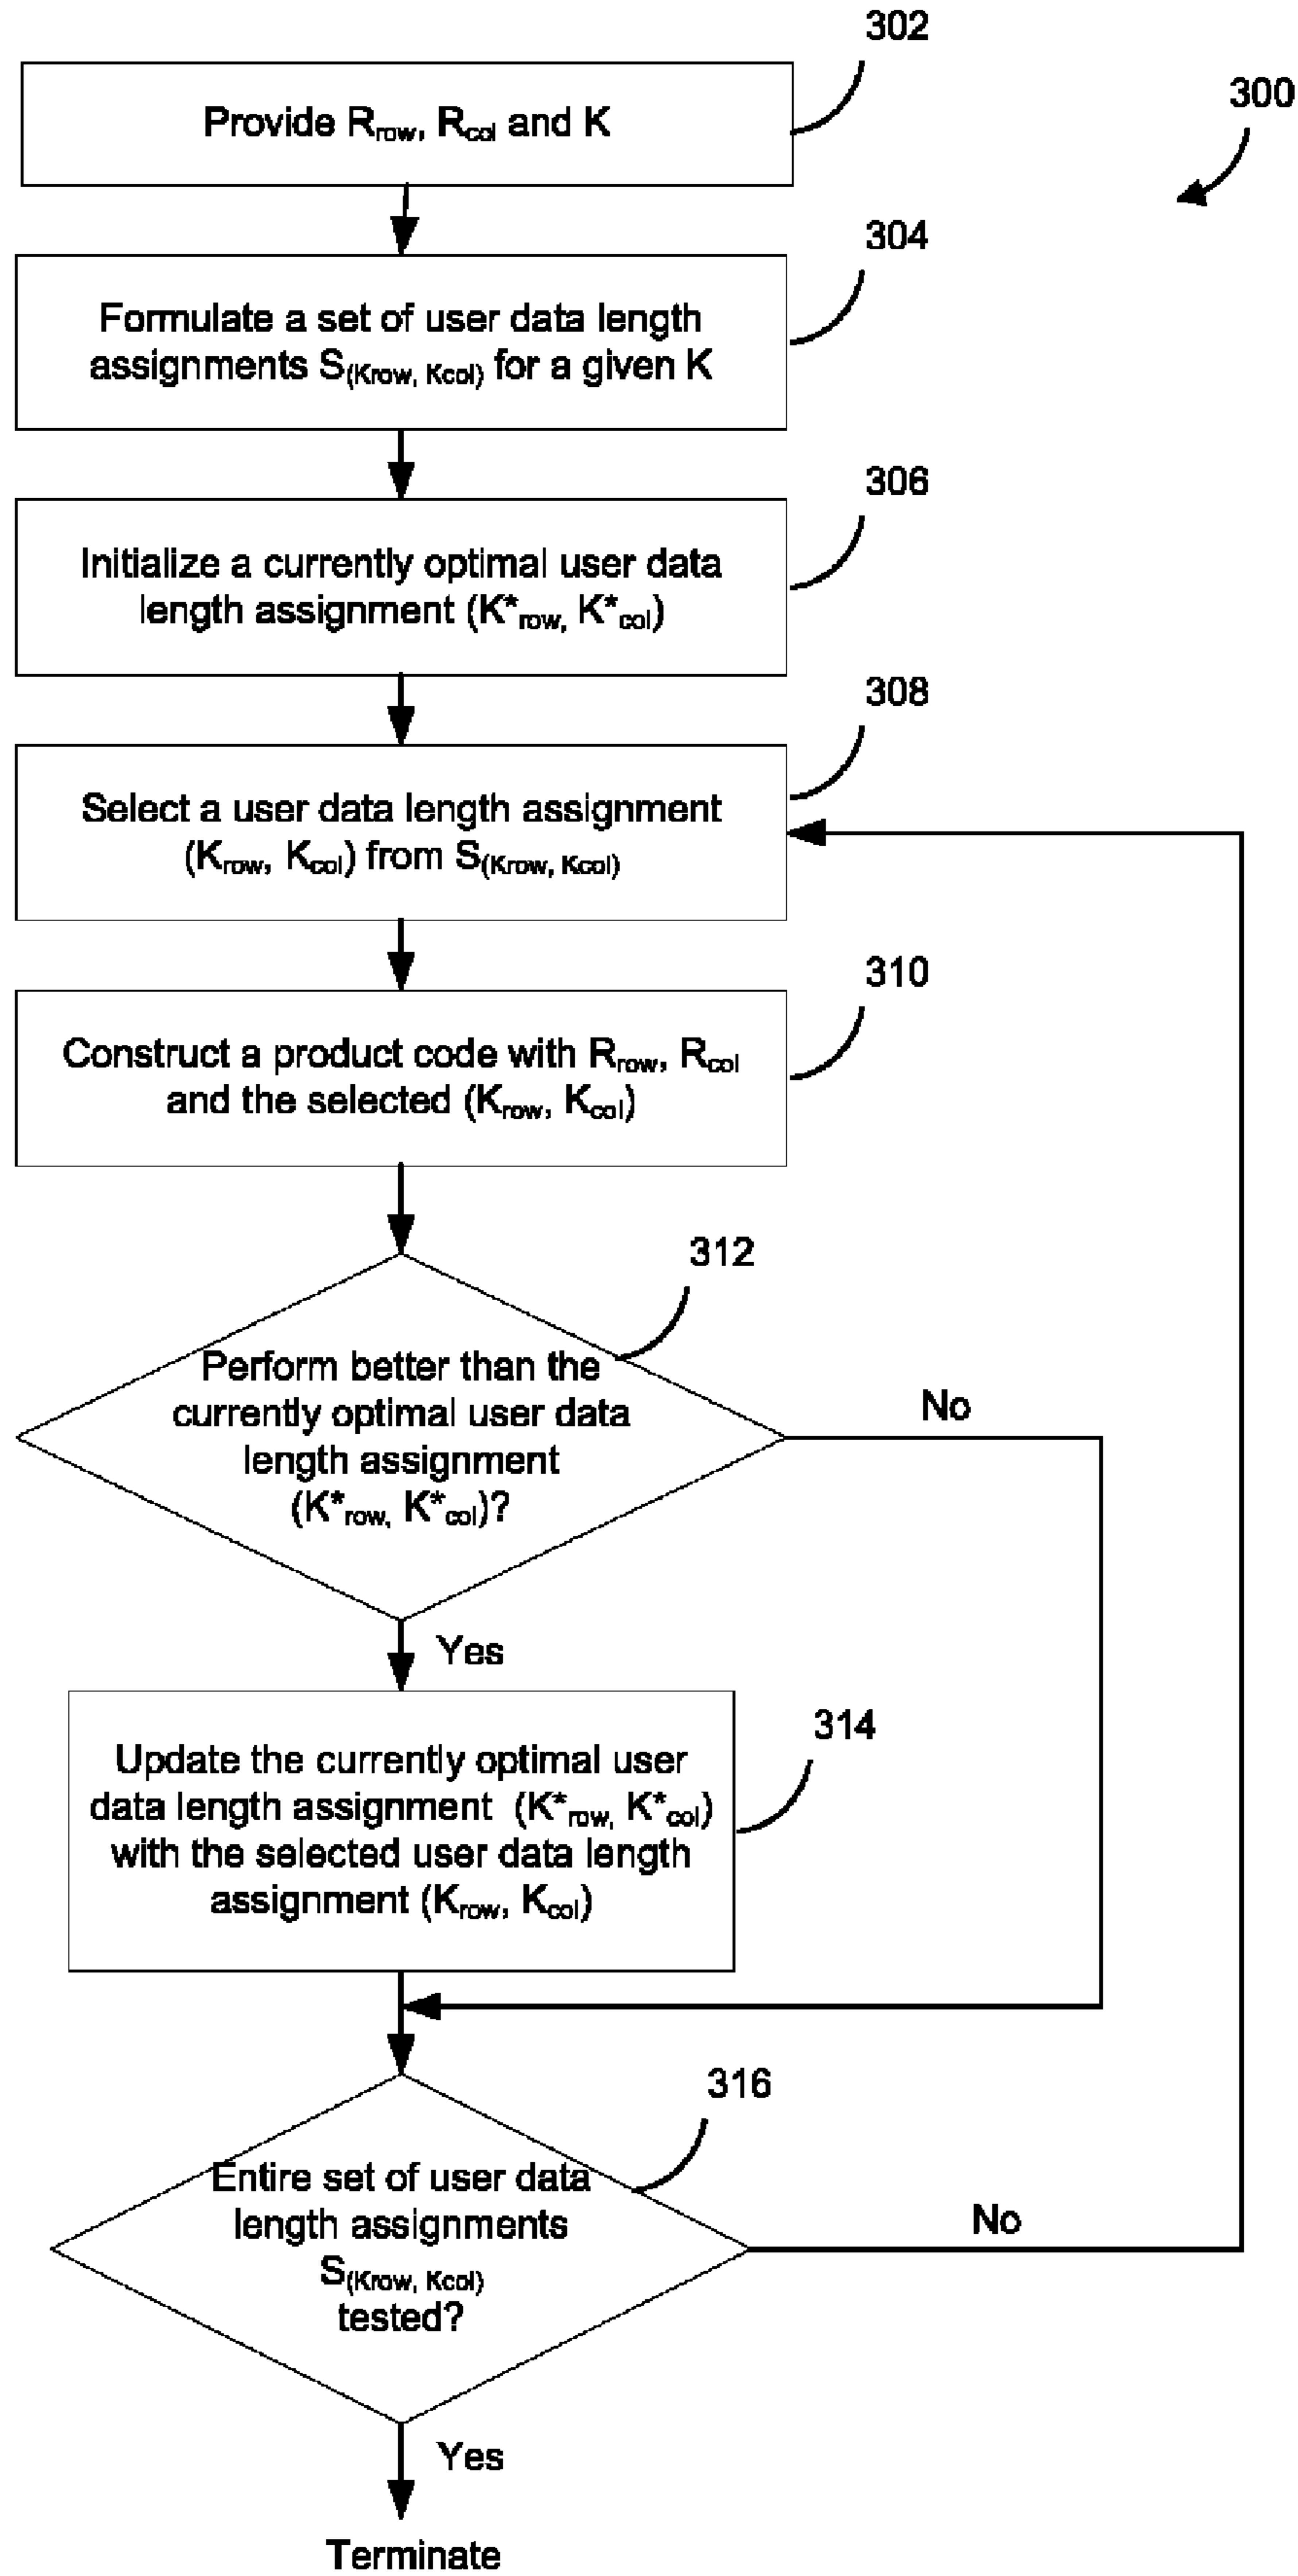 302
300
Provide Rrow, Rcol and K
304
Formulate a set of user data length
assignments S(Krow, Kcol) for a given K
306
Initialize a currently optimal user data
length assignment (K*row, K*col)
308
Select a user data length assignment
(Krow, Kcol) from S(Krow, Kcol)
310
Construct a product code with Rrow, Rcol
and the selected (Krow, Kcol)
312
Perform better than the
currently optimal user data
length assignment
(K*row, K*col)?
No
Yes
314
Update the currently optimal user
data length assignment (K*row, K*col)
with the selected user data length
assignment (Krow, Kcol)
316
Entire set of user data
length assignments
S(Krow, Kcol)
tested?
No
Yes
Terminate